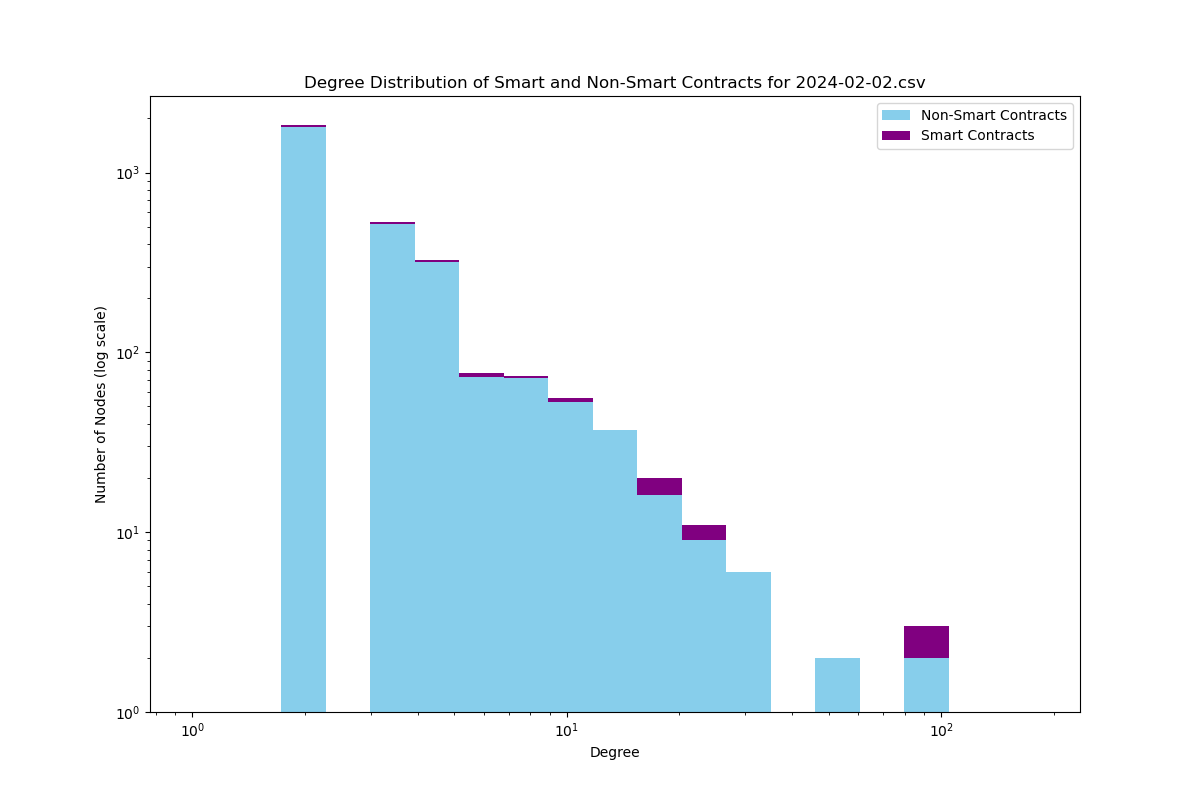 Degree Distribution of Smart and Non-Smart Contracts for 2024-02-02.csv
Non-Smart Contracts
Smart Contracts
Number of Nodes (log scale)
10³
10²
10¹
10⁰
10⁰ 10¹ 10²
Degree